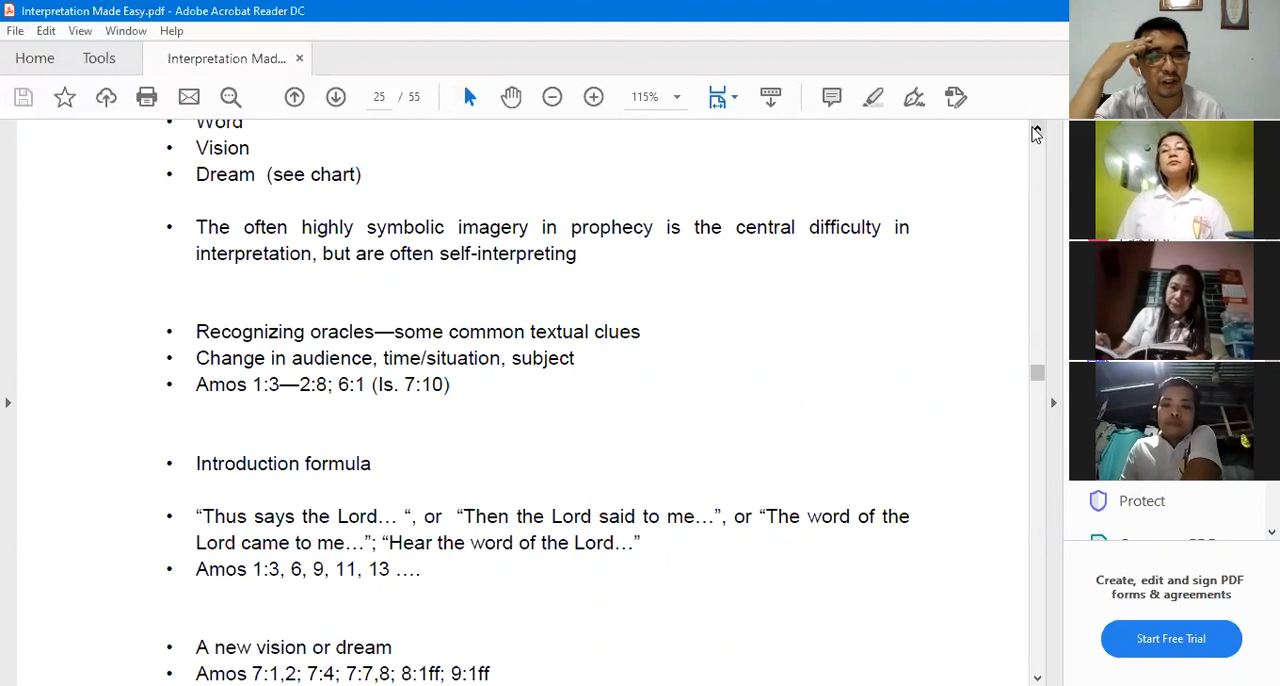 Interpretation Made Easy.pdf - Adobe Acrobat Reader DC
File Edit View Window Help
Home Tools Interpretation Mad... ×
25 / 55 115%
• Word
• Vision
• Dream (see chart)
• The often highly symbolic imagery in prophecy is the central difficulty in
interpretation, but are often self-interpreting
• Recognizing oracles—some common textual clues
• Change in audience, time/situation, subject
• Amos 1:3—2:8; 6:1 (Is. 7:10)
• Introduction formula
• “Thus says the Lord… “, or “Then the Lord said to me…”, or “The word of the
Lord came to me…”; “Hear the word of the Lord…”
• Amos 1:3, 6, 9, 11, 13 ….
• A new vision or dream
• Amos 7:1,2; 7:4; 7:7,8; 8:1ff; 9:1ff
Protect
Create, edit and sign PDF
forms & agreements
Start Free Trial